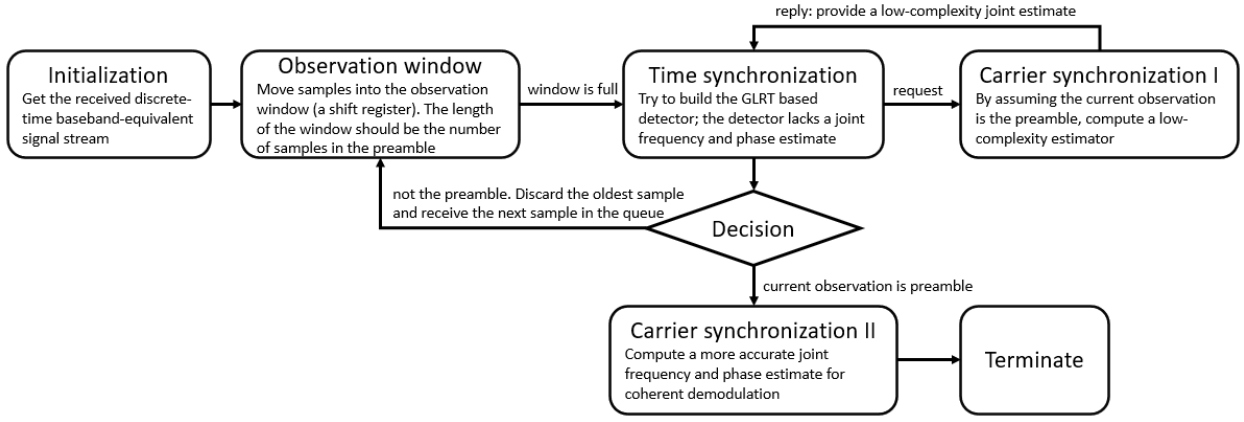 reply: provide a low-complexity joint estimate
Initialization
Get the received discrete-
time baseband-equivalent
signal stream
Observation window
Move samples into the observation
window (a shift register). The length
of the window should be the number
of samples in the preamble
window is full
Time synchronization
Try to build the GLRT based
detector; the detector lacks a joint
frequency and phase estimate
request
Carrier synchronization I
By assuming the current observation
is the preamble, compute a low-
complexity estimator
not the preamble. Discard the oldest sample
and receive the next sample in the queue
Decision
current observation is preamble
Carrier synchronization II
Compute a more accurate joint
frequency and phase estimate for
coherent demodulation
Terminate